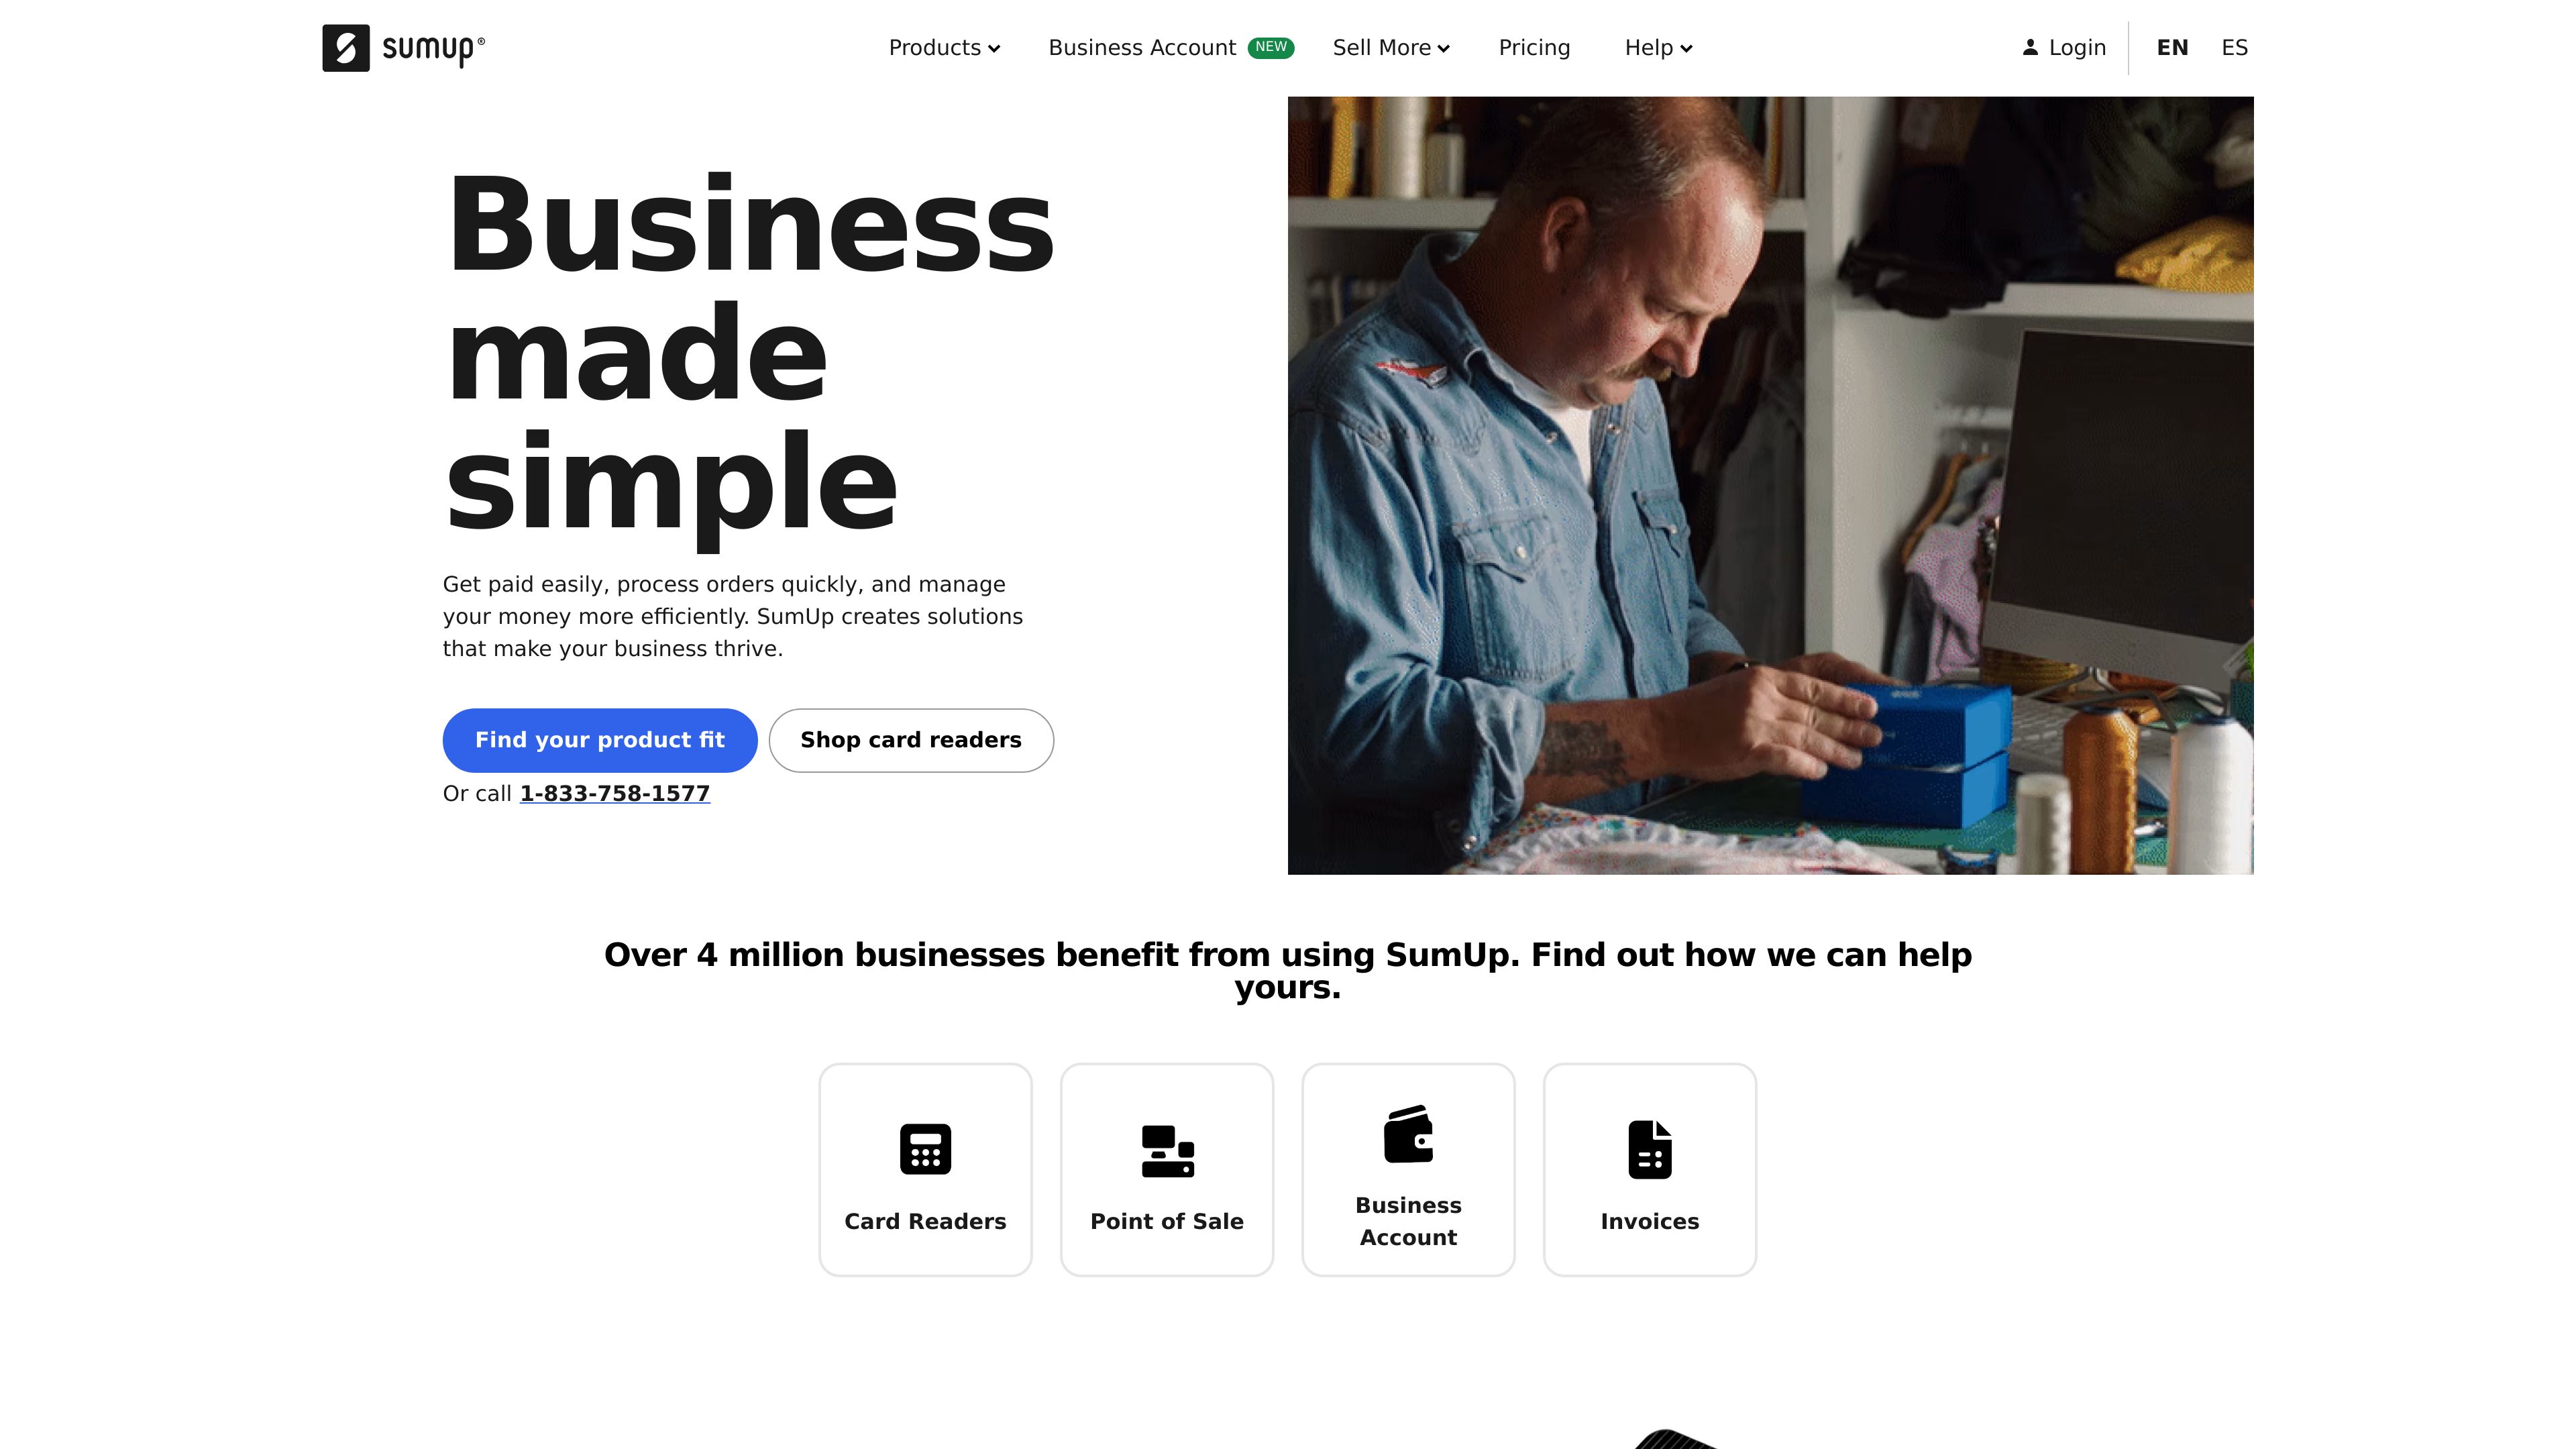 sumup®
Products
Business Account NEW
Sell More
Pricing
Help
Login
EN
ES
Business
made
simple
Get paid easily, process orders quickly, and manage
your money more efficiently. SumUp creates solutions
that make your business thrive.
Find your product fit
Shop card readers
Or call 1-833-758-1577
Over 4 million businesses benefit from using SumUp. Find out how we can help
yours.
Card Readers
Point of Sale
Business
Account
Invoices